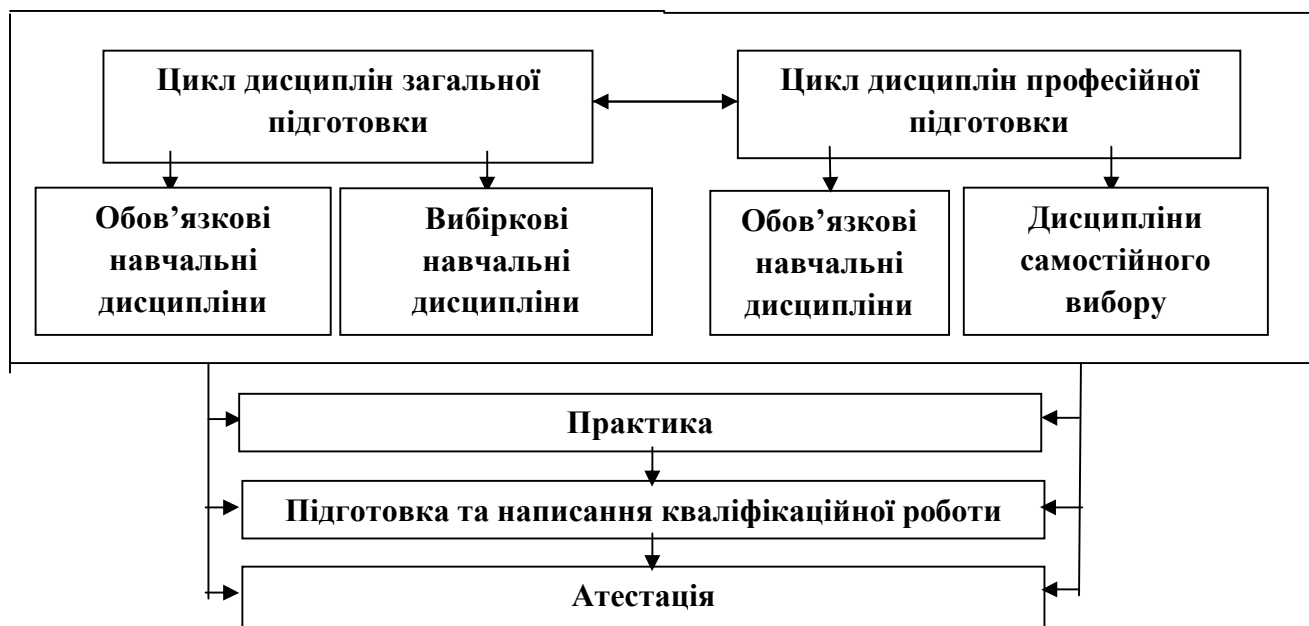 Цикл дисциплін загальної
підготовки
Цикл дисциплін професійної
підготовки
Обов’язкові
навчальні
дисципліни
Вибіркові
навчальні
дисципліни
Обов’язкові
навчальні
дисципліни
Дисципліни
самостійного
вибору
Практика
Підготовка та написання кваліфікаційної роботи
Атестація